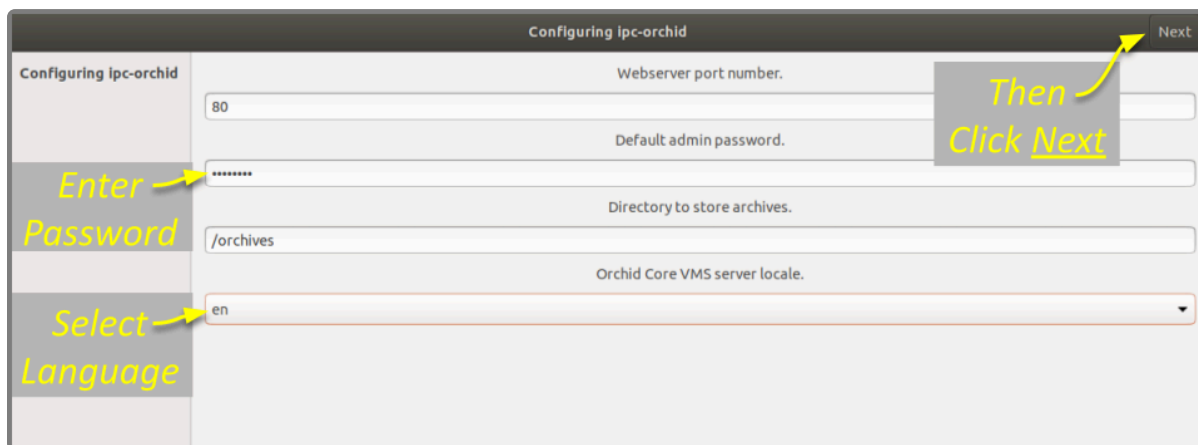 Configuring ipc-orchid
Next
Configuring ipc-orchid
Webserver port number.
80
Then
Click Next
Default admin password.
Enter
Password
••••••••
Directory to store archives.
/orchives
Orchid Core VMS server locale.
Select
Language
en